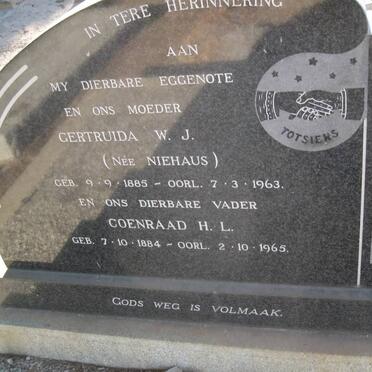 IN TERE HERINNERING
AAN
MY DIERBARE EGGENOTE
EN ONS MOEDER
GERTRUIDA W. J.
(NÉE NIEHAUS)
GEB. 9-9-1885 – OORL. 7-3-1963.
EN ONS DIERBARE VADER
COENRAAD H. L.
GEB. 7-10-1884 – OORL. 2-10-1965.
TOTSIENS
GODS WEG IS VOLMAAK.